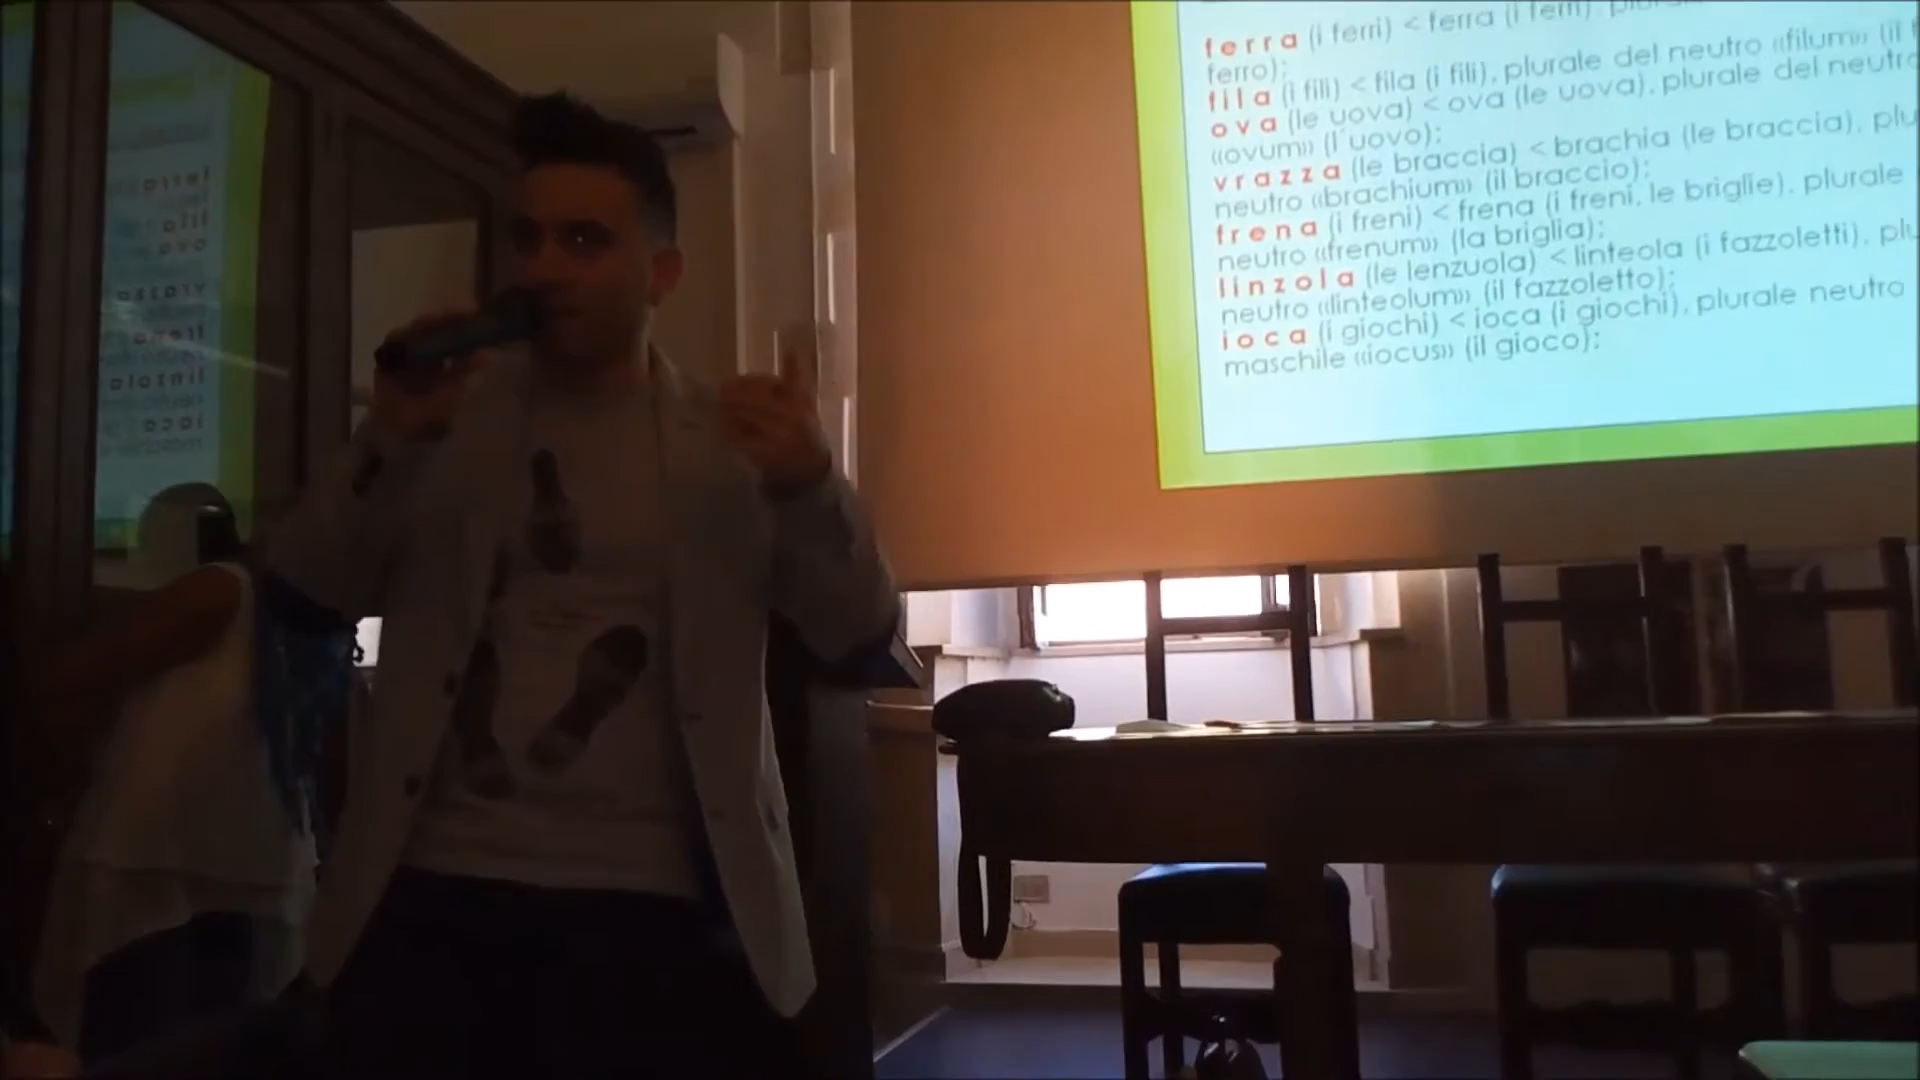 ferra (i ferri) < ferra (i ferri),
ferro);
fila (i fili) < fila (i fili), plurale del neutro «filum» (il
ova (le uova) < ova (le uova), plurale del neutro
«ovum» (l'uovo);
vrazza (le braccia) < brachia (le braccia),
neutro «brachium» (il braccio);
frena (i freni) < frena (i freni, le briglie), plurale
neutro «frenum» (la briglia);
linzola (le lenzuola) < linteola (i fazzoletti),
neutro «linteolum» (il fazzoletto);
ioca (i giochi) < ioca (i giochi), plurale neutro
maschile «iocus» (il gioco);